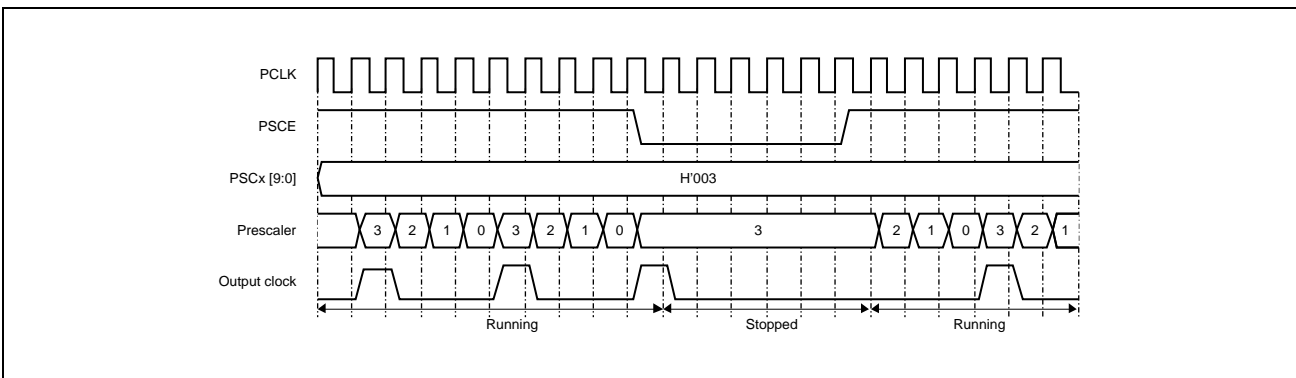 PCLK
PSCE
PSCx [9:0]
H'003
Prescaler
3 2 1 0 3 2 1 0 3 2 1 0 3 2 1
Output clock
Running Stopped Running